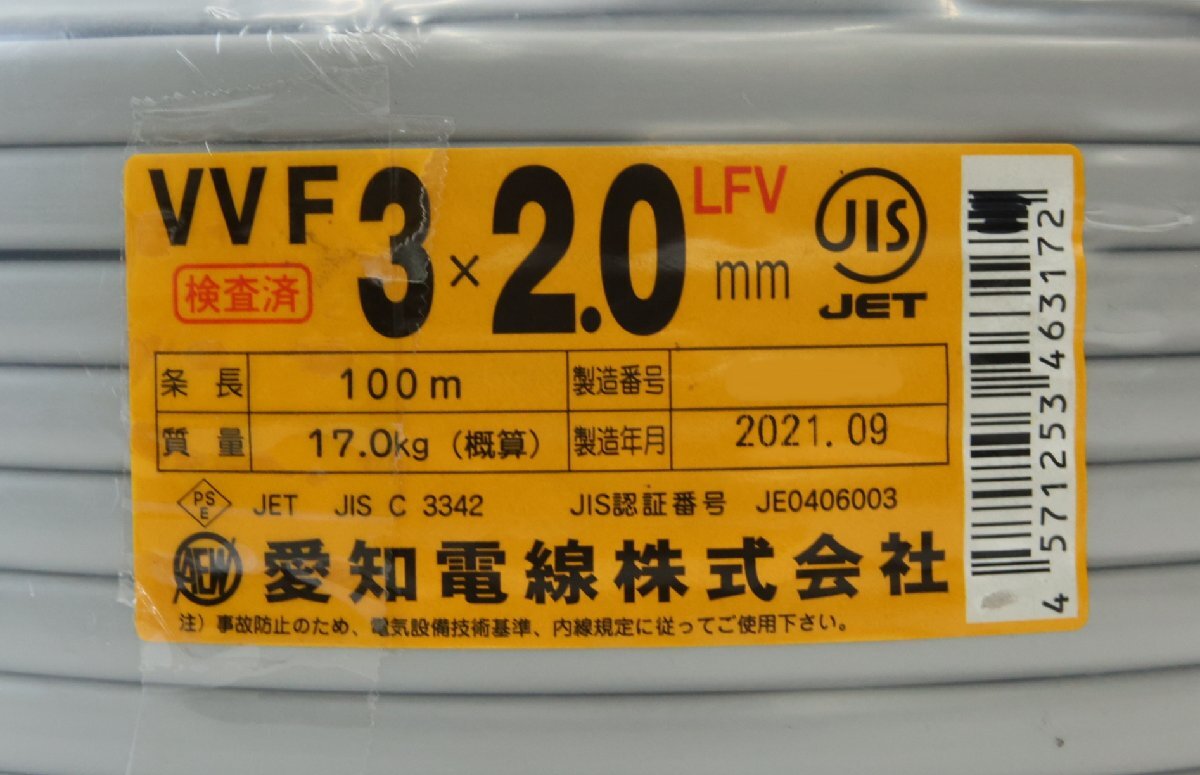 VVF 3×2.0 mm LFV
検査済
JIS
JET
条長 100m 製造番号
質量 17.0kg (概算) 製造年月 2021.09
PSE JET JIS C 3342 JIS認証番号 JE0406003
AEW 愛知電線株式会社
注) 事故防止のため、電気設備技術基準、内線規定に従ってご使用下さい。
4571253463172